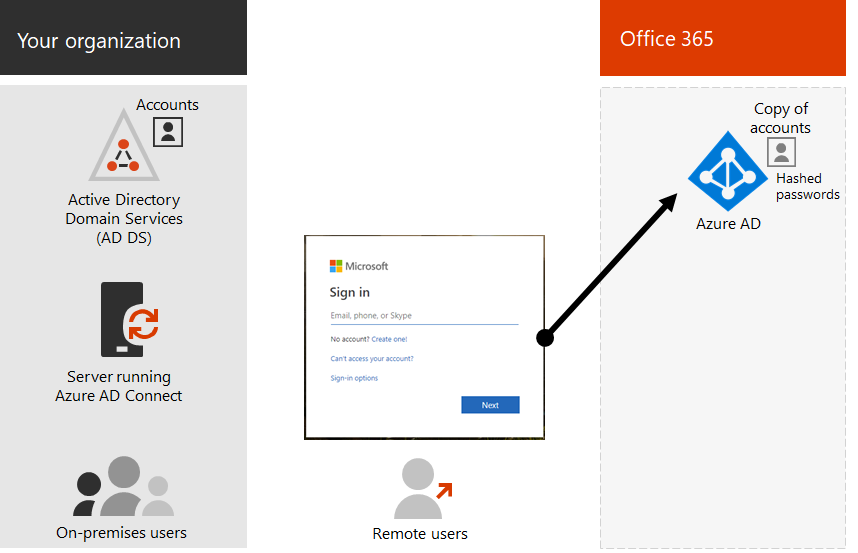 Your organization
Accounts
Active Directory
Domain Services
(AD DS)
Server running
Azure AD Connect
On-premises users
Microsoft
Sign in
Email, phone, or Skype
No account? Create one!
Can't access your account?
Sign-in options
Next
Remote users
Office 365
Copy of
accounts
Hashed
passwords
Azure AD